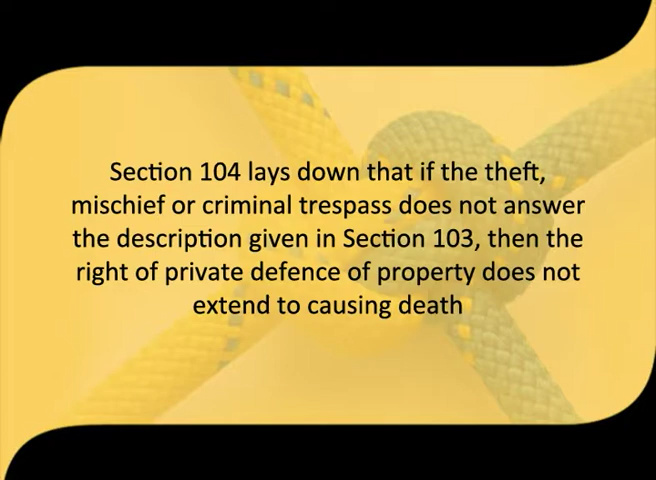 Section 104 lays down that if the theft,
mischief or criminal trespass does not answer
the description given in Section 103, then the
right of private defence of property does not
extend to causing death